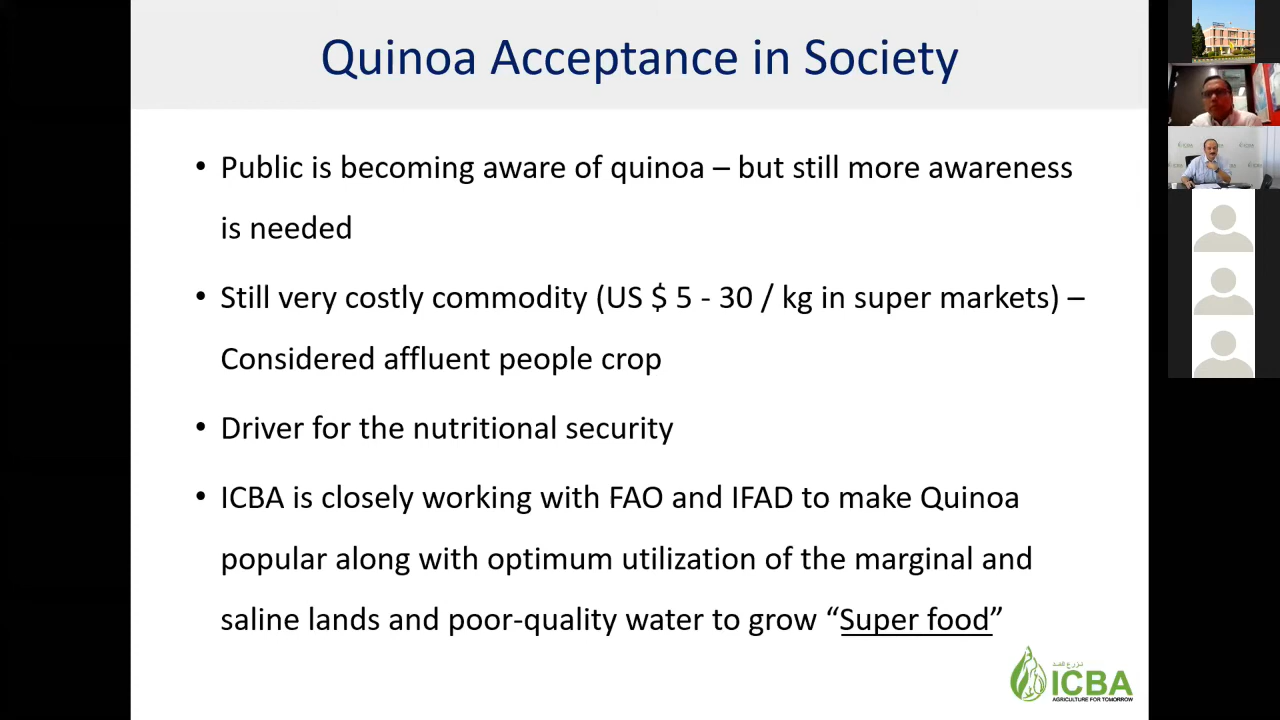 Quinoa Acceptance in Society
• Public is becoming aware of quinoa – but still more awareness
is needed
• Still very costly commodity (US $ 5 - 30 / kg in super markets) –
Considered affluent people crop
• Driver for the nutritional security
• ICBA is closely working with FAO and IFAD to make Quinoa
popular along with optimum utilization of the marginal and
saline lands and poor-quality water to grow “Super food”
ICBA
AGRICULTURE FOR TOMORROW